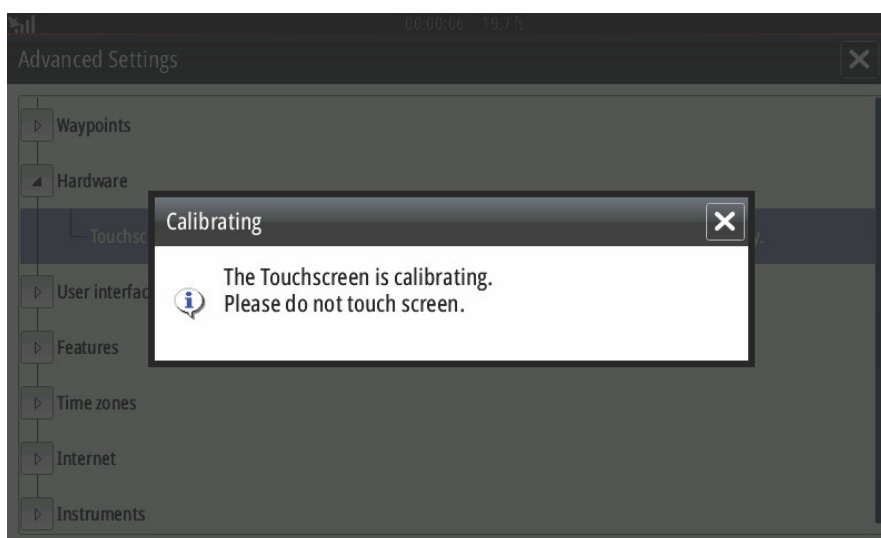 00:00:06 19.7 ft
Advanced Settings
Waypoints
Hardware
Calibrating
The Touchscreen is calibrating.
Please do not touch screen.
Features
Time zones
Internet
Instruments